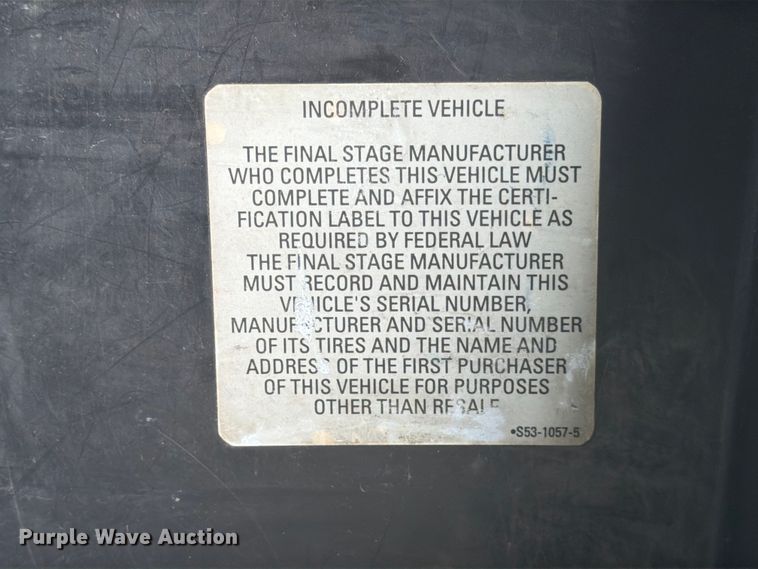 INCOMPLETE VEHICLE
THE FINAL STAGE MANUFACTURER
WHO COMPLETES THIS VEHICLE MUST
COMPLETE AND AFFIX THE CERTI-
FICATION LABEL TO THIS VEHICLE AS
REQUIRED BY FEDERAL LAW
THE FINAL STAGE MANUFACTURER
MUST RECORD AND MAINTAIN THIS
VEHICLE'S SERIAL NUMBER,
MANUFACTURER AND SERIAL NUMBER
OF ITS TIRES AND THE NAME AND
ADDRESS OF THE FIRST PURCHASER
OF THIS VEHICLE FOR PURPOSES
OTHER THAN RESALE
•S53-1057-5
Purple Wave Auction